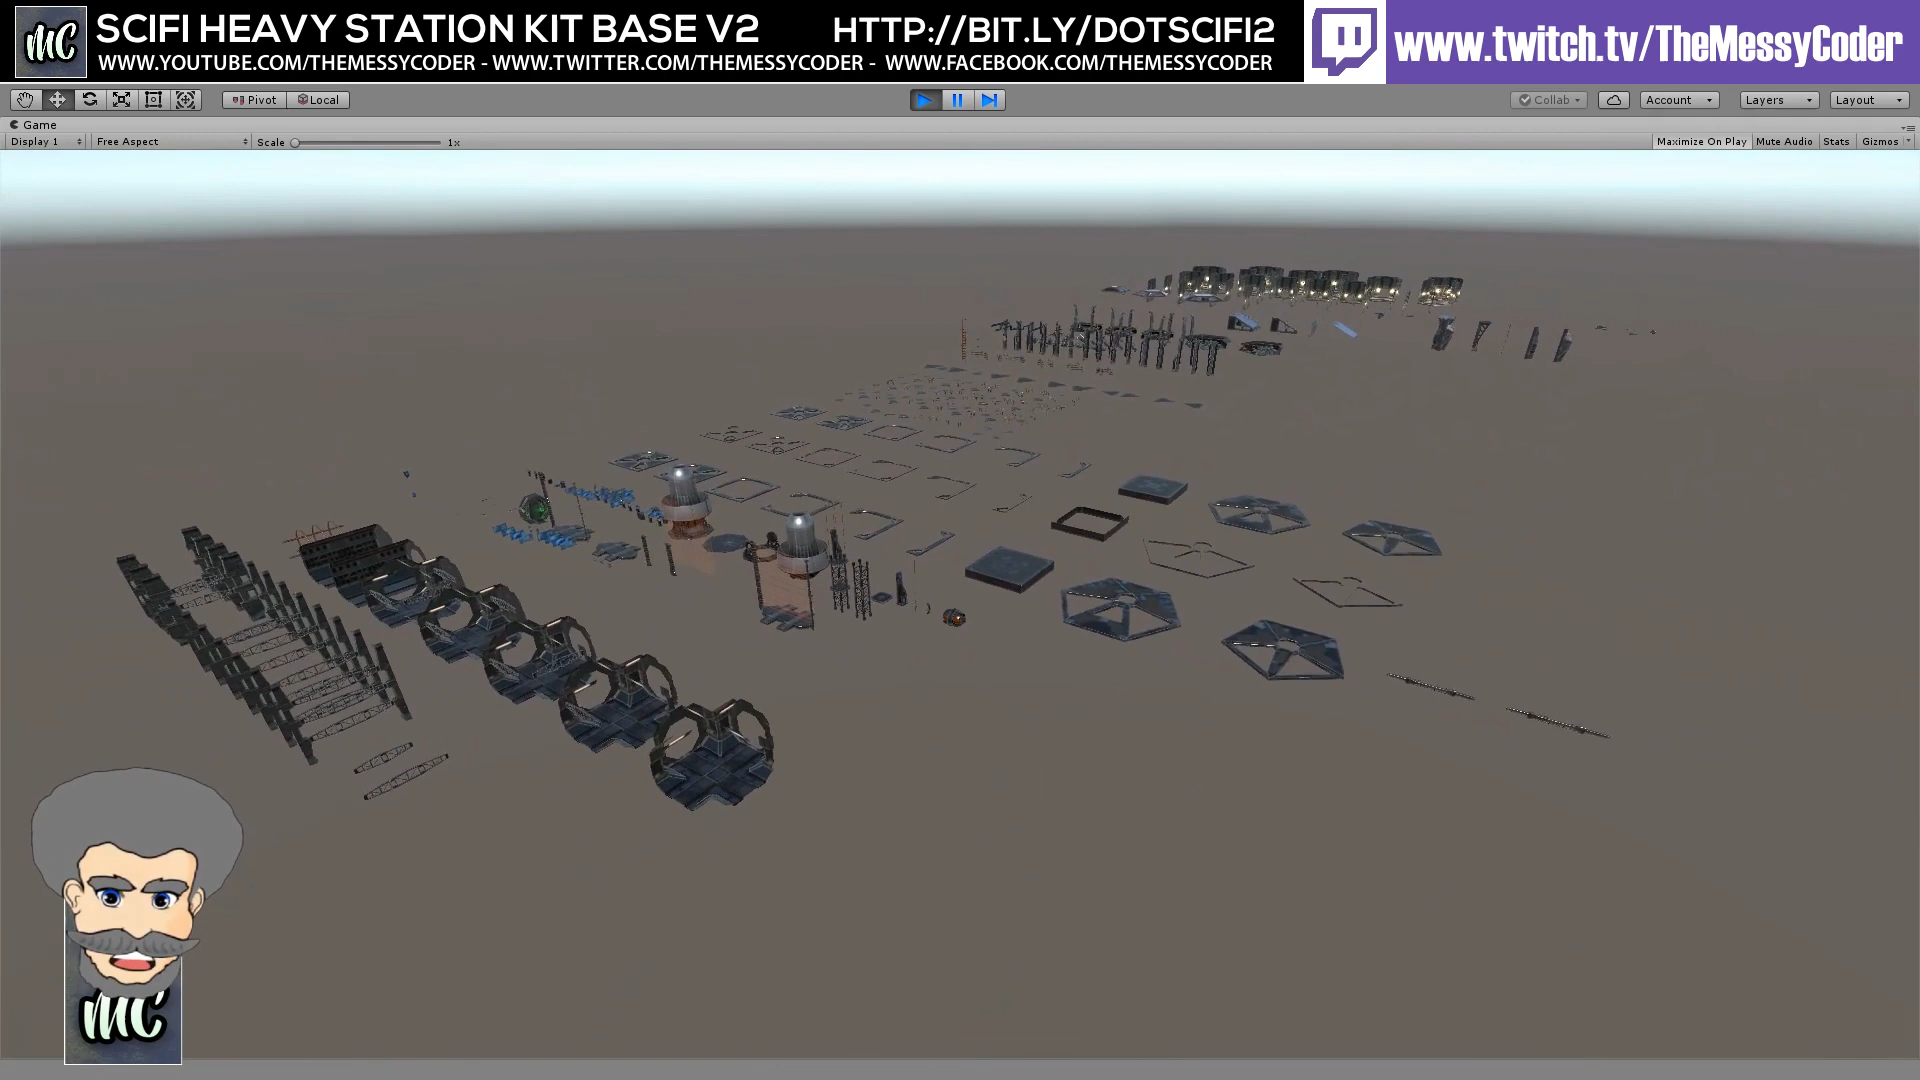 MC
SCIFI HEAVY STATION KIT BASE V2
HTTP://BIT.LY/DOTSCIFI2
WWW.YOUTUBE.COM/THEMESSYCODER - WWW.TWITTER.COM/THEMESSYCODER - WWW.FACEBOOK.COM/THEMESSYCODER
www.twitch.tv/TheMessyCoder
Pivot Local
Collab Account Layers Layout
Game
Display 1 Free Aspect Scale 1x
Maximize On Play Mute Audio Stats Gizmos
MC